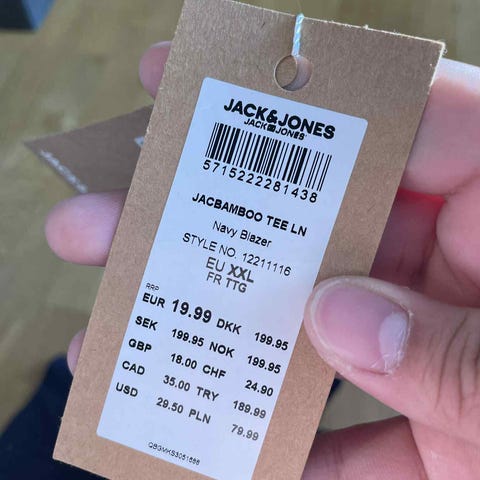 JACK&JONES
JACK&JONES
5715222281438
JACBAMBOO TEE LN
Navy Blazer
STYLE NO. 12211116
EU XXL
FR TTG
RRP
EUR 19.99 DKK 199.95
SEK 199.95 NOK 199.95
GBP 18.00 CHF 24.90
CAD 35.00 TRY 189.99
USD 29.50 PLN 79.99